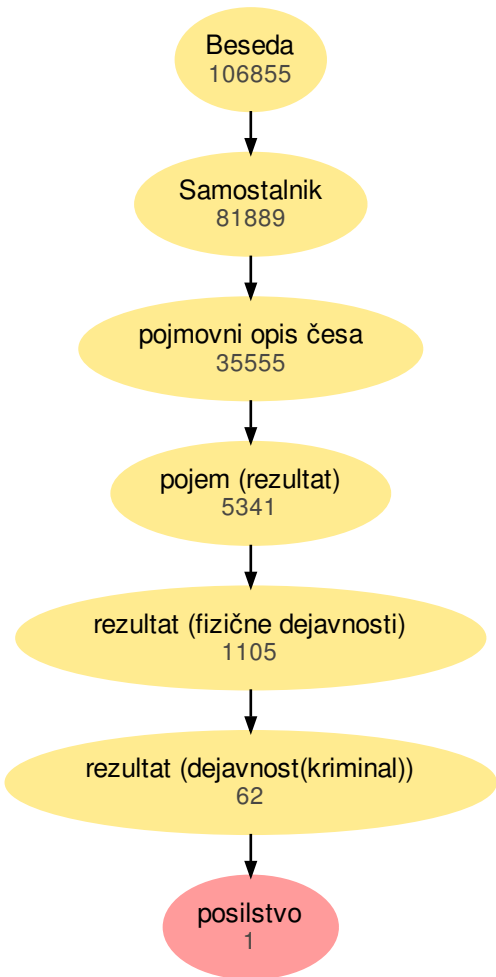 Beseda
106855
Samostalnik
81889
pojmovni opis česa
35555
pojem (rezultat)
5341
rezultat (fizične dejavnosti)
1105
rezultat (dejavnost(kriminal))
62
posilstvo
1